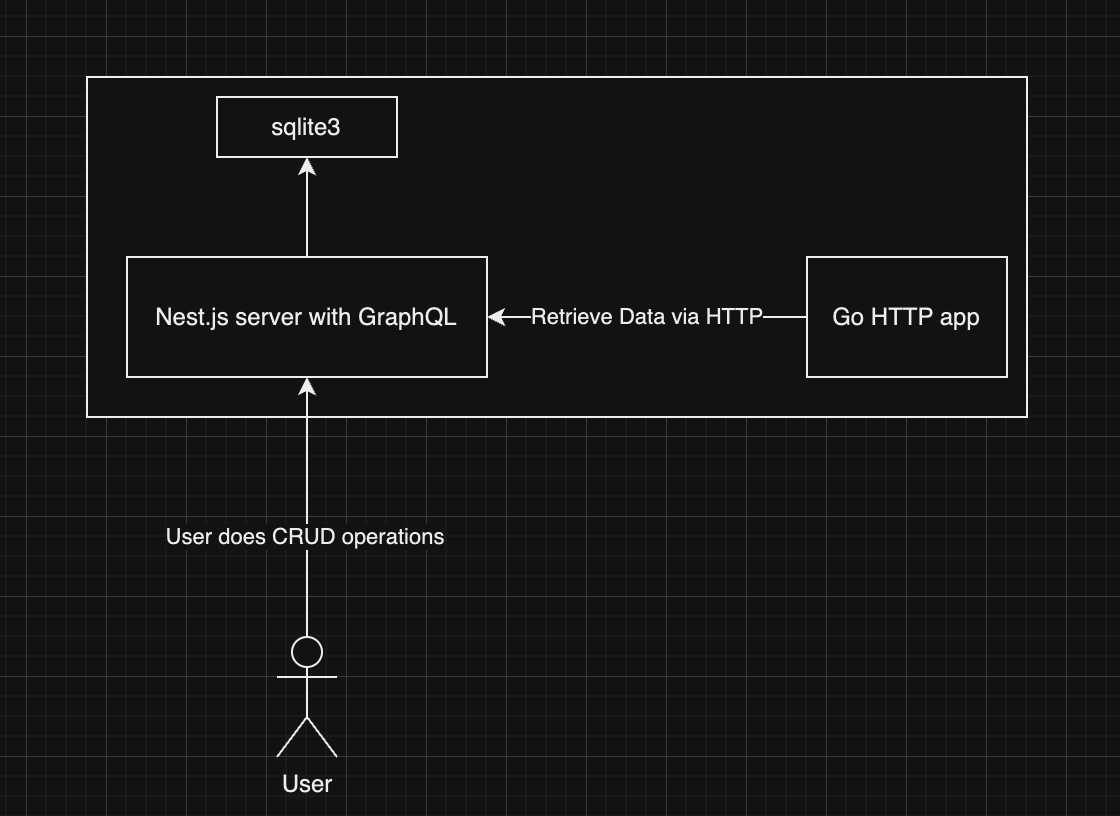 sqlite3
Nest.js server with GraphQL
Retrieve Data via HTTP
Go HTTP app
User does CRUD operations
User